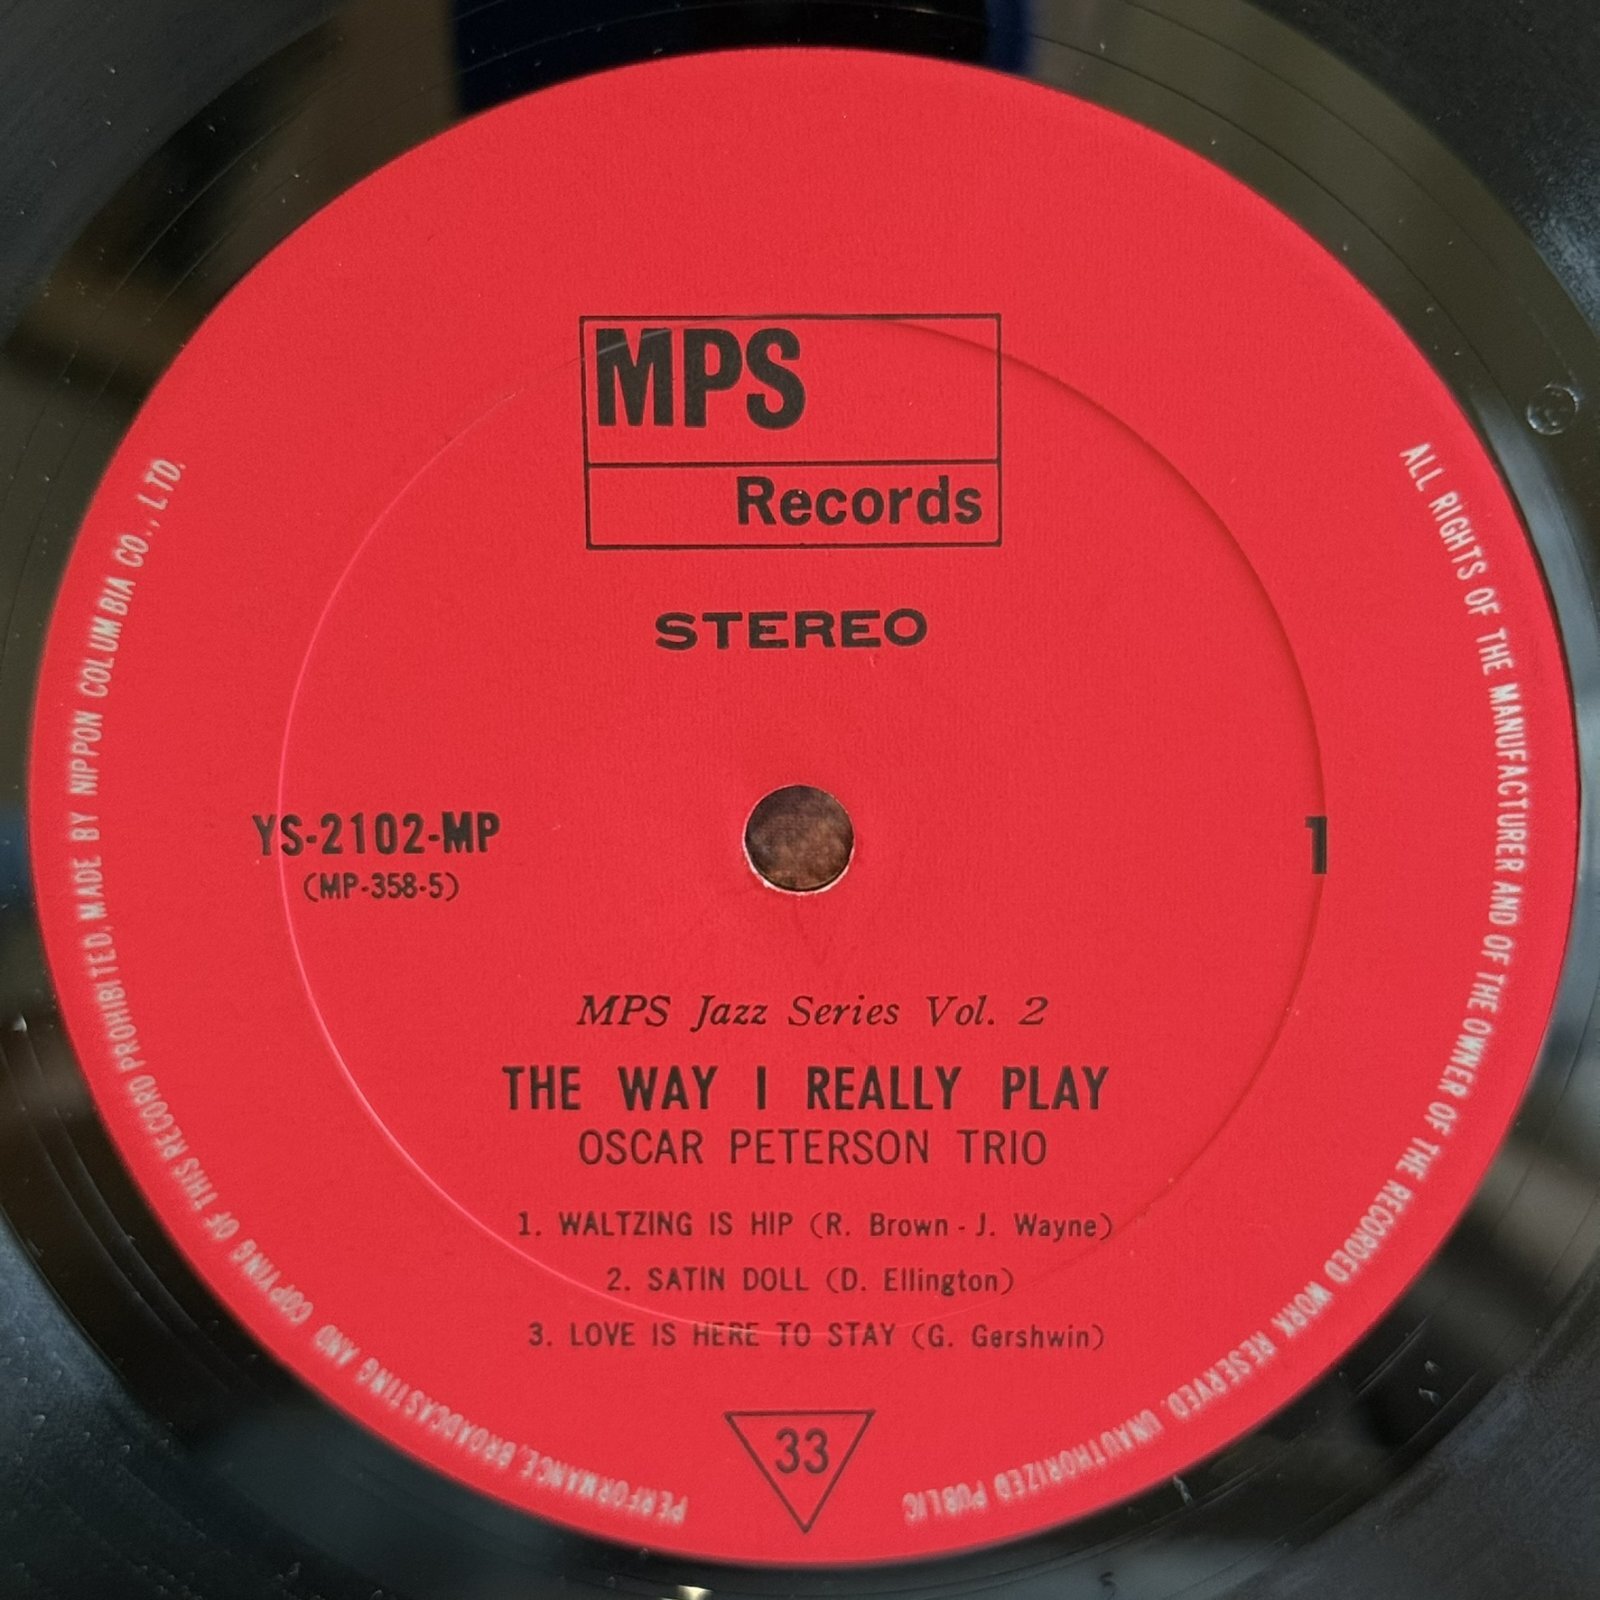 MPS
Records
STEREO
YS-2102-MP
(MP-358-5)
1
MPS Jazz Series Vol. 2
THE WAY I REALLY PLAY
OSCAR PETERSON TRIO
1. WALTZING IS HIP (R. Brown - J. Wayne)
2. SATIN DOLL (D. Ellington)
3. LOVE IS HERE TO STAY (G. Gershwin)
33
ALL RIGHTS OF THE MANUFACTURER AND OF THE OWNER OF THE RECORDED WORK RESERVED. UNAUTHORIZED PUBLIC PERFORMANCE, BROADCASTING AND COPYING OF THIS RECORD PROHIBITED. MADE BY NIPPON COLUMBIA CO., LTD.